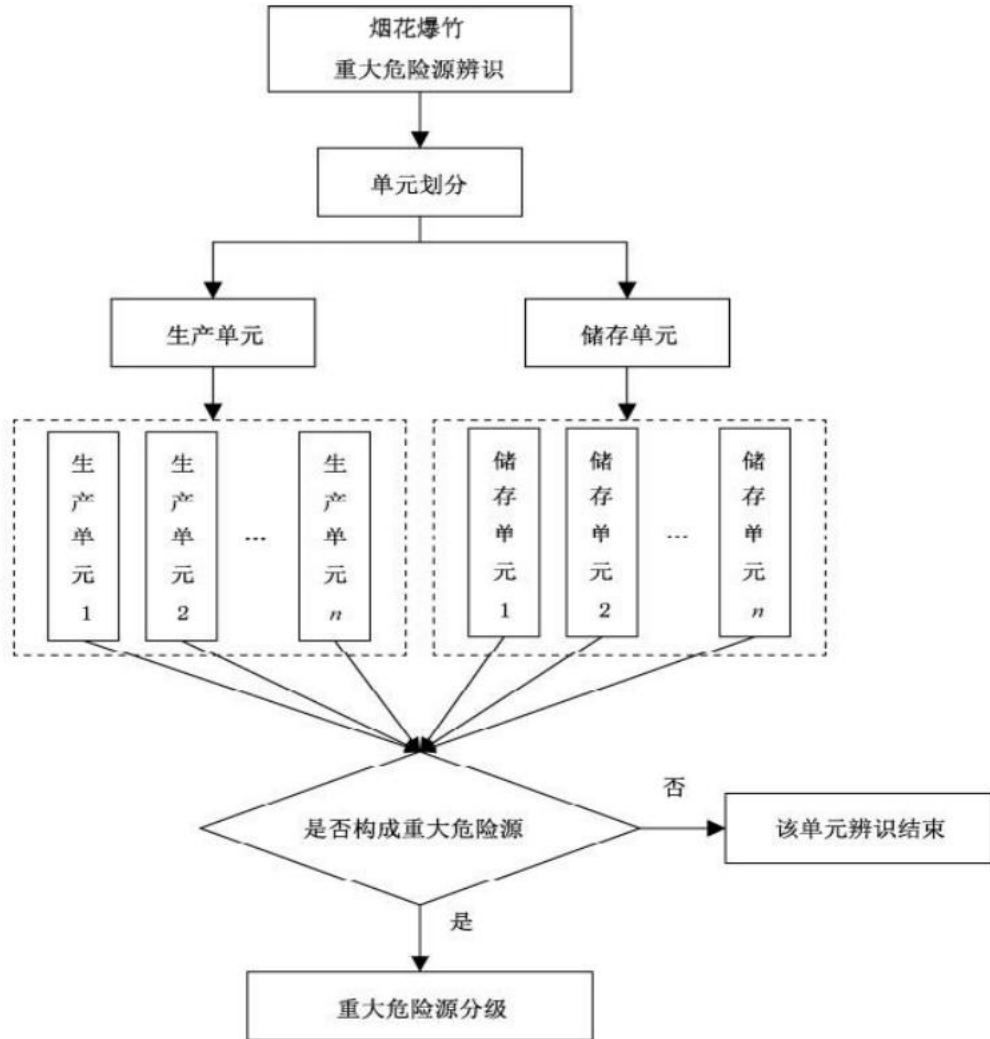 烟花爆竹
重大危险源辨识
单元划分
生产单元
储存单元
生产单元1
生产单元2
…
生产单元n
储存单元1
储存单元2
…
储存单元n
是否构成重大危险源
否
该单元辨识结束
是
重大危险源分级